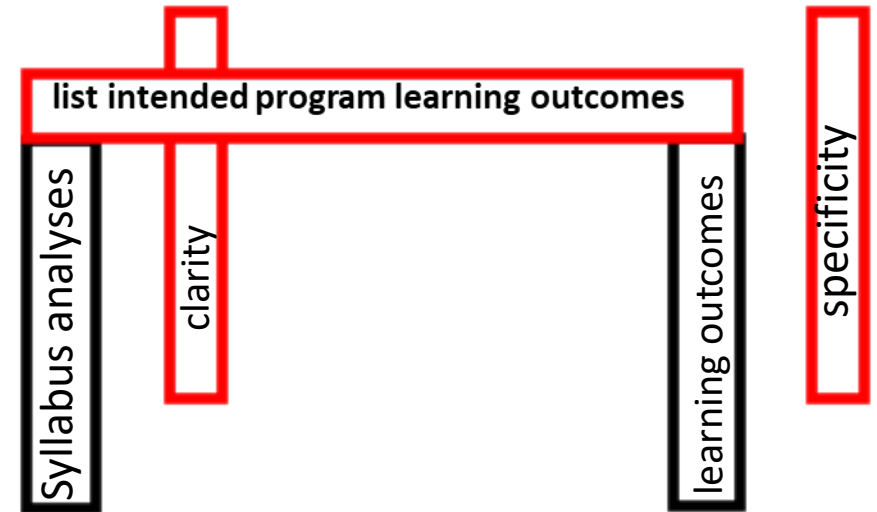 list intended program learning outcomes
Syllabus analyses
clarity
learning outcomes
specificity